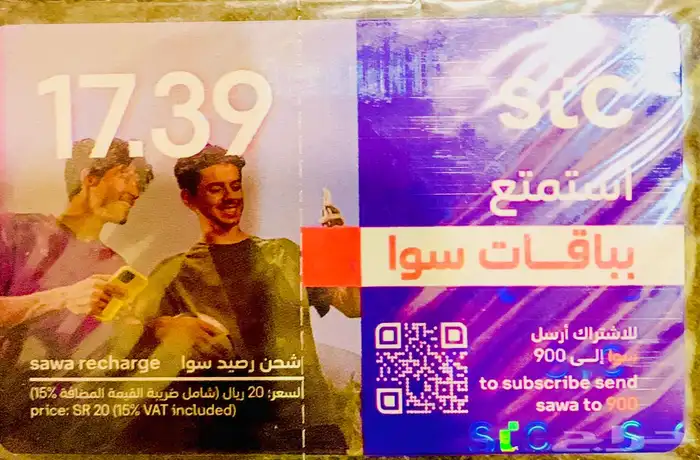 17.39
stc
استمتع
بباقات سوا
للاشتراك أرسل
سوا إلى 900
to subscribe send
sawa to 900
sawa recharge شحن رصيد سوا
السعر: 20 ريال (شامل ضريبة القيمة المضافة 15%)
price: SR 20 (15% VAT included)
stc
حراج